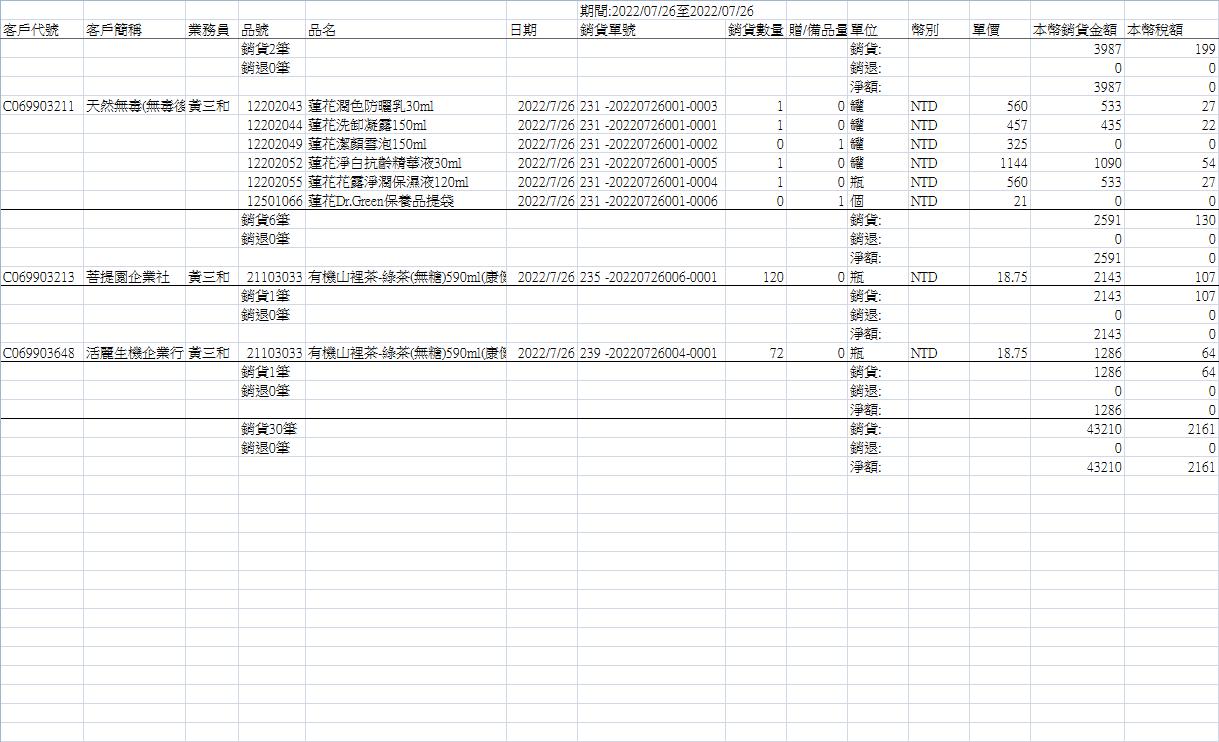 期間:2022/07/26至2022/07/26
客戶代號 客戶簡稱 業務員 品號 品名 日期 銷貨單號 銷貨數量 贈/備品量 單位 幣別 單價 本幣銷貨金額 本幣稅額
銷貨2筆 銷貨: 3987 199
銷退0筆 銷退: 0 0
淨額: 3987 0
C069903211 天然無毒(無毒後 黃三和 12202043 蓮花潤色防曬乳30ml 2022/7/26 231 -20220726001-0003 1 0 罐 NTD 560 533 27
12202044 蓮花洗卸凝露150ml 2022/7/26 231 -20220726001-0001 1 0 罐 NTD 457 435 22
12202049 蓮花潔顏雪泡150ml 2022/7/26 231 -20220726001-0002 0 1 罐 NTD 325 0 0
12202052 蓮花淨白抗齡精華液30ml 2022/7/26 231 -20220726001-0005 1 0 罐 NTD 1144 1090 54
12202055 蓮花花露淨潤保濕液120ml 2022/7/26 231 -20220726001-0004 1 0 瓶 NTD 560 533 27
12501066 蓮花Dr.Green保養品提袋 2022/7/26 231 -20220726001-0006 0 1 個 NTD 21 0 0
銷貨6筆 銷貨: 2591 130
銷退0筆 銷退: 0 0
淨額: 2591 0
C069903213 菩提園企業社 黃三和 21103033 有機山裡茶-綠茶(無糖)590ml(康 2022/7/26 235 -20220726006-0001 120 0 瓶 NTD 18.75 2143 107
銷貨1筆 銷貨: 2143 107
銷退0筆 銷退: 0 0
淨額: 2143 0
C069903648 活麗生機企業行 黃三和 21103033 有機山裡茶-綠茶(無糖)590ml(康 2022/7/26 239 -20220726004-0001 72 0 瓶 NTD 18.75 1286 64
銷貨1筆 銷貨: 1286 64
銷退0筆 銷退: 0 0
淨額: 1286 0
銷貨30筆 銷貨: 43210 2161
銷退0筆 銷退: 0 0
淨額: 43210 2161